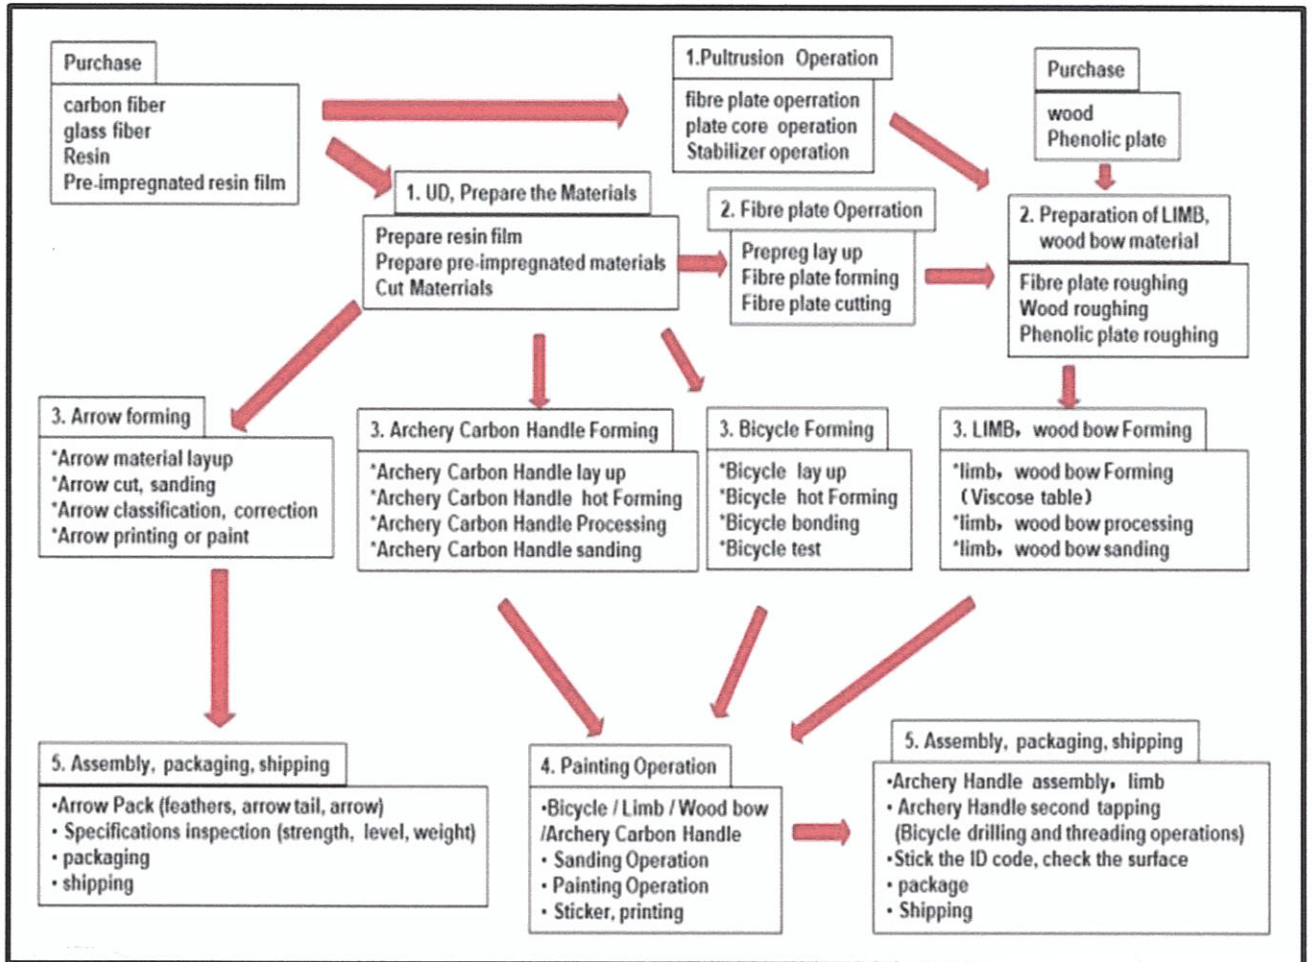 Purchase
carbon fiber
glass fiber
Resin
Pre-impregnated resin film
1.Pultrusion Operation
fibre plate operration
plate core operation
Stabilizer operation
Purchase
wood
Phenolic plate
1. UD, Prepare the Materials
Prepare resin film
Prepare pre-impregnated materials
Cut Materrials
2. Fibre plate Operration
Prepreg lay up
Fibre plate forming
Fibre plate cutting
2. Preparation of LIMB,
wood bow material
Fibre plate roughing
Wood roughing
Phenolic plate roughing
3. Arrow forming
*Arrow material layup
*Arrow cut, sanding
*Arrow classification, correction
*Arrow printing or paint
3. Archery Carbon Handle Forming
*Archery Carbon Handle lay up
*Archery Carbon Handle hot Forming
*Archery Carbon Handle Processing
*Archery Carbon Handle sanding
3. Bicycle Forming
*Bicycle lay up
*Bicycle hot Forming
*Bicycle bonding
*Bicycle test
3. LIMB, wood bow Forming
*limb, wood bow Forming
(Viscose table)
*limb, wood bow processing
*limb, wood bow sanding
5. Assembly, packaging, shipping
•Arrow Pack (feathers, arrow tail, arrow)
• Specifications inspection (strength, level, weight)
• packaging
• shipping
4. Painting Operation
•Bicycle / Limb / Wood bow
/Archery Carbon Handle
• Sanding Operation
• Painting Operation
• Sticker, printing
5. Assembly, packaging, shipping
•Archery Handle assembly, limb
• Archery Handle second tapping
(Bicycle drilling and threading operations)
•Stick the ID code, check the surface
• package
• Shipping